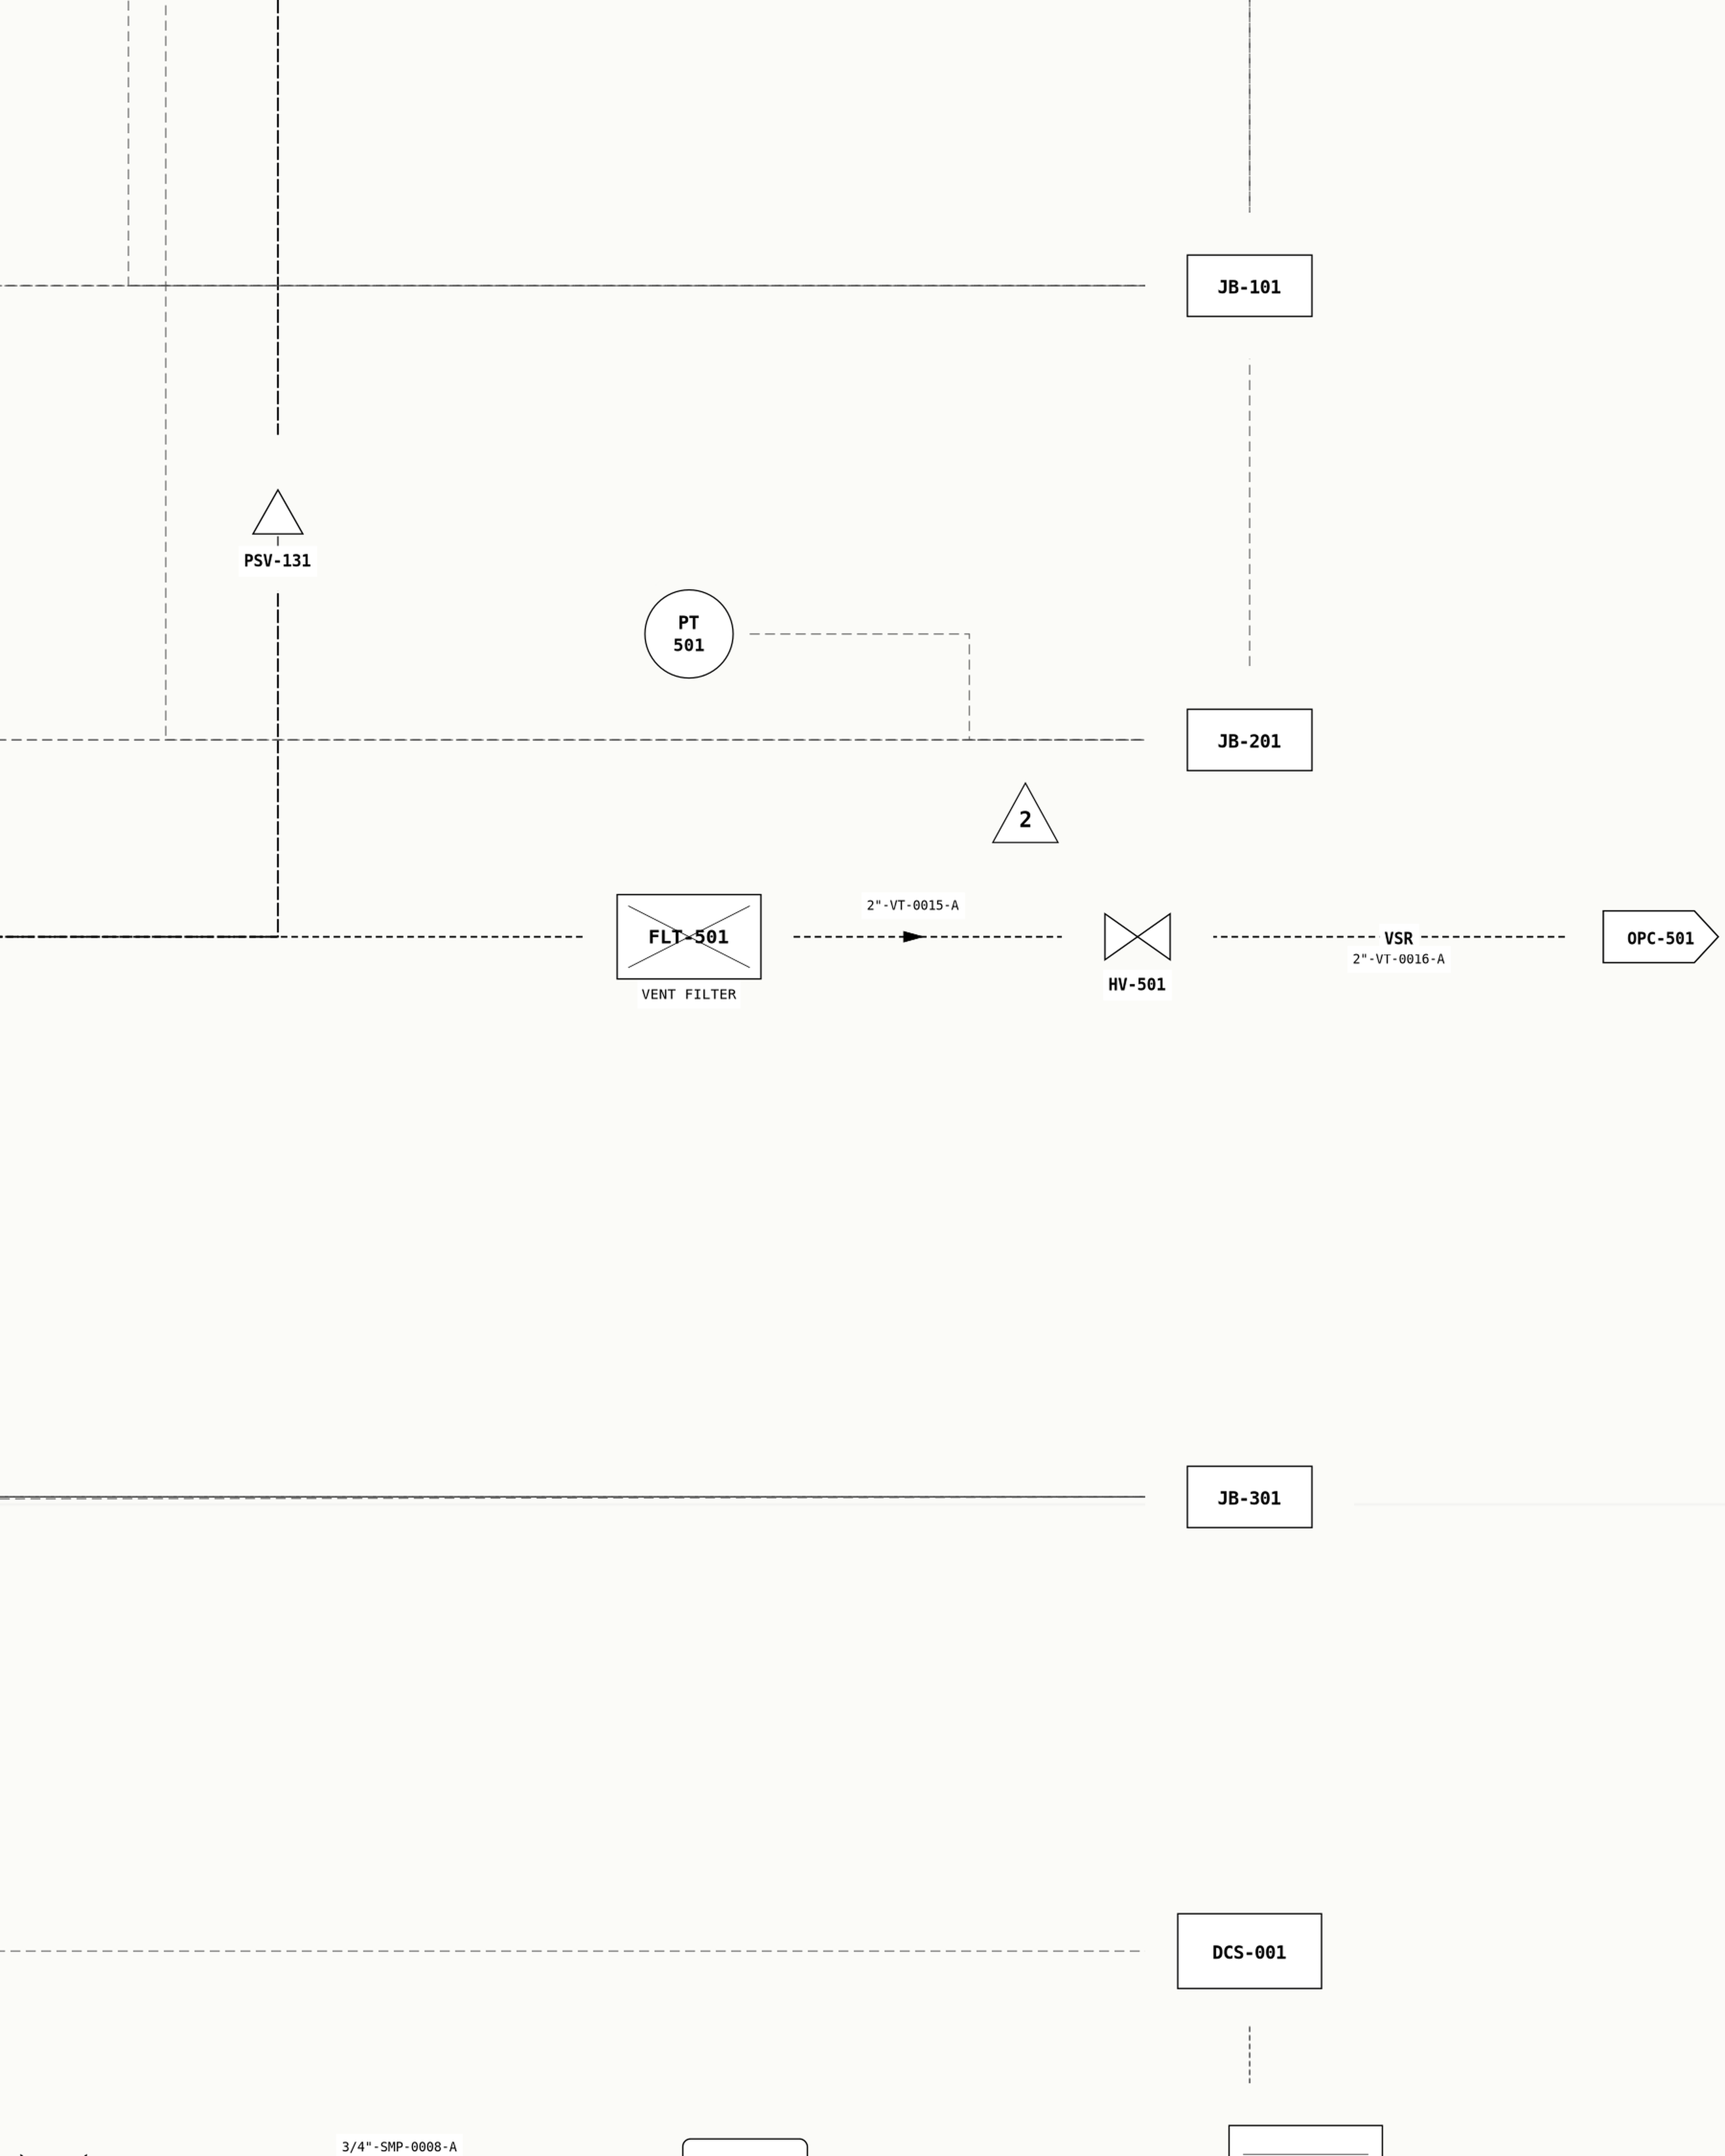 JB-101
PSV-131
PT
501
JB-201
2
2"-VT-0015-A
FLT-501
VSR
OPC-501
2"-VT-0016-A
HV-501
VENT FILTER
JB-301
DCS-001
3/4"-SMP-0008-A